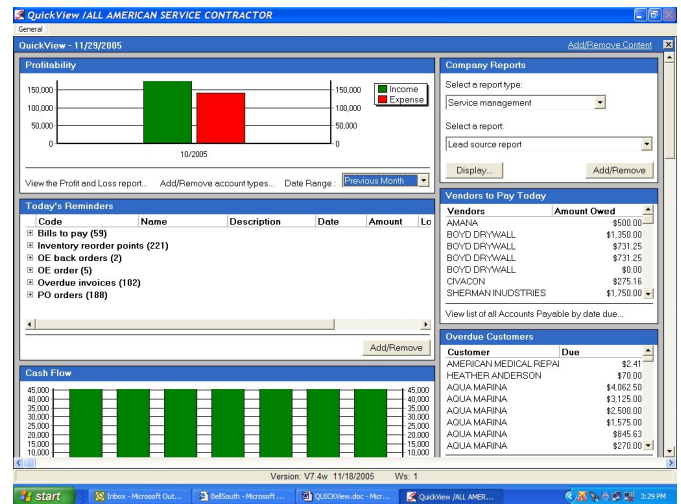 QuickView /ALL AMERICAN SERVICE CONTRACTOR
General
QuickView - 11/29/2005 Add/Remove Content
Profitability
150,000 150,000
100,000 100,000
50,000 50,000
0 0
10/2005
Income
Expense
View the Profit and Loss report... Add/Remove account types... Date Range: Previous Month
Today's Reminders
Code Name Description Date Amount Lo
Bills to pay (59)
Inventory reorder points (221)
OE back orders (2)
OE order (5)
Overdue invoices (102)
PO orders (188)
Add/Remove
Cash Flow
45,000 45,000
40,000 40,000
35,000 35,000
30,000 30,000
25,000 25,000
20,000 20,000
15,000 15,000
10,000 10,000
Company Reports
Select a report type:
Service management
Select a report:
Lead source report
Display... Add/Remove
Vendors to Pay Today
Vendors Amount Owed
AMANA $500.00
BOYD DRYWALL $1,350.00
BOYD DRYWALL $731.25
BOYD DRYWALL $731.25
BOYD DRYWALL $0.00
CIVACON $275.16
SHERMAN INUDSTRIES $1,750.00
View list of all Accounts Payable by date due...
Overdue Customers
Customer Due
AMERICAN MEDICAL REPAI $2.41
HEATHER ANDERSON $70.00
AQUA MARINA $4,062.50
AQUA MARINA $3,125.00
AQUA MARINA $2,500.00
AQUA MARINA $1,575.00
AQUA MARINA $845.63
AQUA MARINA $270.00
Version: V7.4w 11/18/2005 Ws: 1
start Inbox - Microsoft Out... BellSouth - Microsoft ... QUICKView.doc - Micr... QuickView /ALL AMER... 3:29 PM